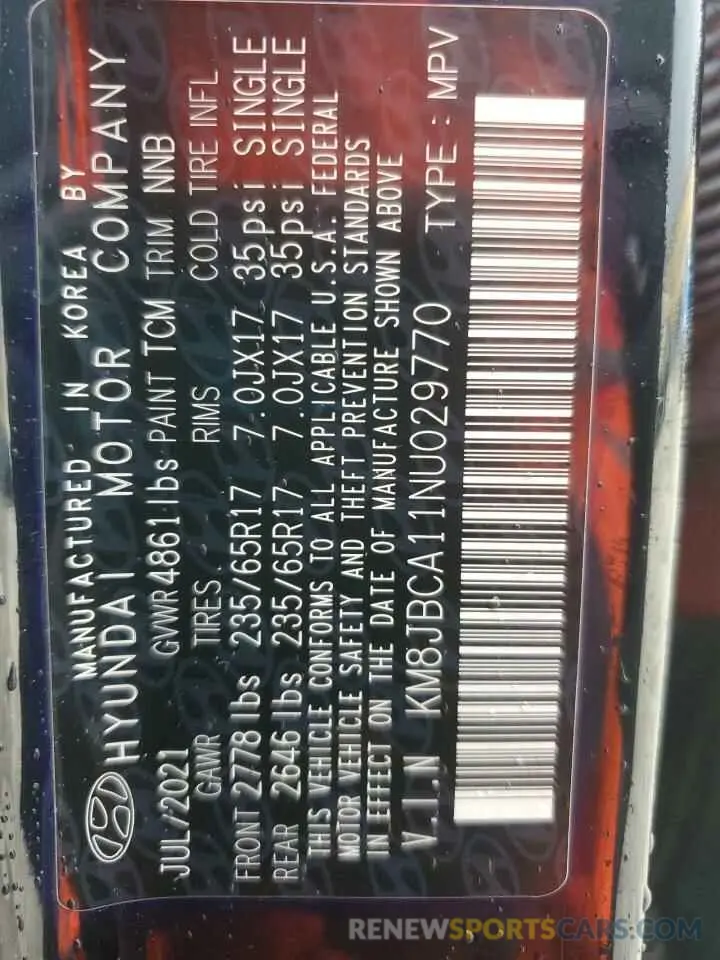 MANUFACTURED IN KOREA BY
HYUNDAI MOTOR COMPANY
JUL/2021 GVWR 4861 lbs PAINT TCM TRIM NNB
GAWR TIRES RIMS COLD TIRE INFL
FRONT 2778 lbs 235/65R17 7.0JX17 35psi SINGLE
REAR 2646 lbs 235/65R17 7.0JX17 35psi SINGLE
THIS VEHICLE CONFORMS TO ALL APPLICABLE U.S.A. FEDERAL
MOTOR VEHICLE SAFETY AND THEFT PREVENTION STANDARDS
IN EFFECT ON THE DATE OF MANUFACTURE SHOWN ABOVE
V.I.N KM8JBCA11NU029770 TYPE : MPV
RENEWSPORTSCARS.COM